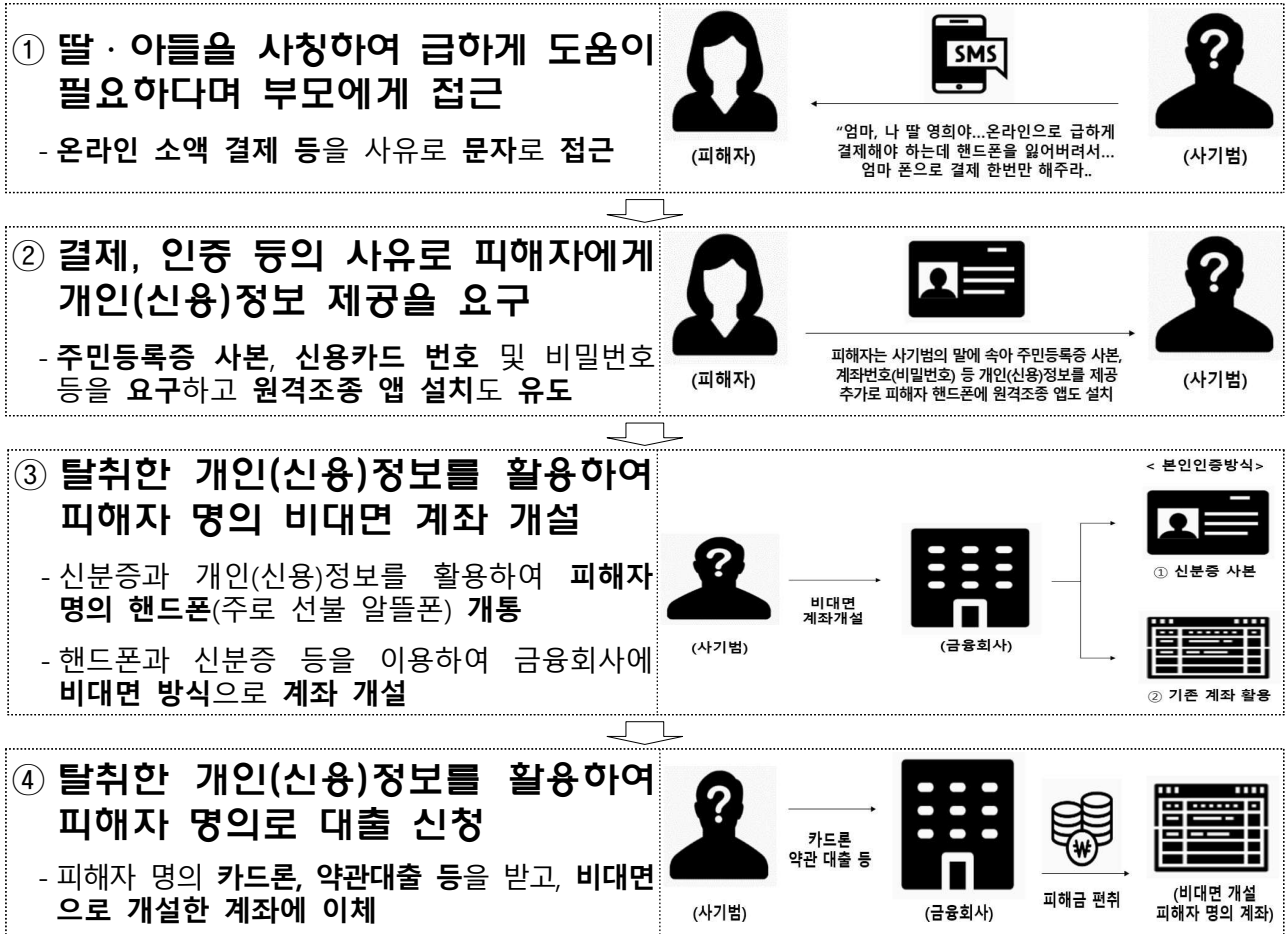 ① 딸·아들을 사칭하여 급하게 도움이
필요하다며 부모에게 접근
- 온라인 소액 결제 등을 사유로 문자로 접근
SMS
?
“엄마, 나 딸 영희야...온라인으로 급하게
결제해야 하는데 핸드폰을 잃어버려서...
엄마 폰으로 결제 한번만 해주라..
(피해자)
(사기범)
② 결제, 인증 등의 사유로 피해자에게
개인(신용)정보 제공을 요구
- 주민등록증 사본, 신용카드 번호 및 비밀번호
등을 요구하고 원격조종 앱 설치도 유도
?
피해자는 사기범의 말에 속아 주민등록증 사본,
계좌번호(비밀번호) 등 개인(신용)정보를 제공
추가로 피해자 핸드폰에 원격조종 앱도 설치
(피해자)
(사기범)
③ 탈취한 개인(신용)정보를 활용하여
피해자 명의 비대면 계좌 개설
- 신분증과 개인(신용)정보를 활용하여 피해자
명의 핸드폰(주로 선불 알뜰폰) 개통
- 핸드폰과 신분증 등을 이용하여 금융회사에
비대면 방식으로 계좌 개설
< 본인인증방식>
?
① 신분증 사본
비대면
계좌개설
(사기범)
(금융회사)
② 기존 계좌 활용
④ 탈취한 개인(신용)정보를 활용하여
피해자 명의로 대출 신청
- 피해자 명의 카드론, 약관대출 등을 받고, 비대면
으로 개설한 계좌에 이체
?
카드론
약관 대출 등
₩
피해금 편취
(사기범)
(금융회사)
(비대면 개설
피해자 명의 계좌)